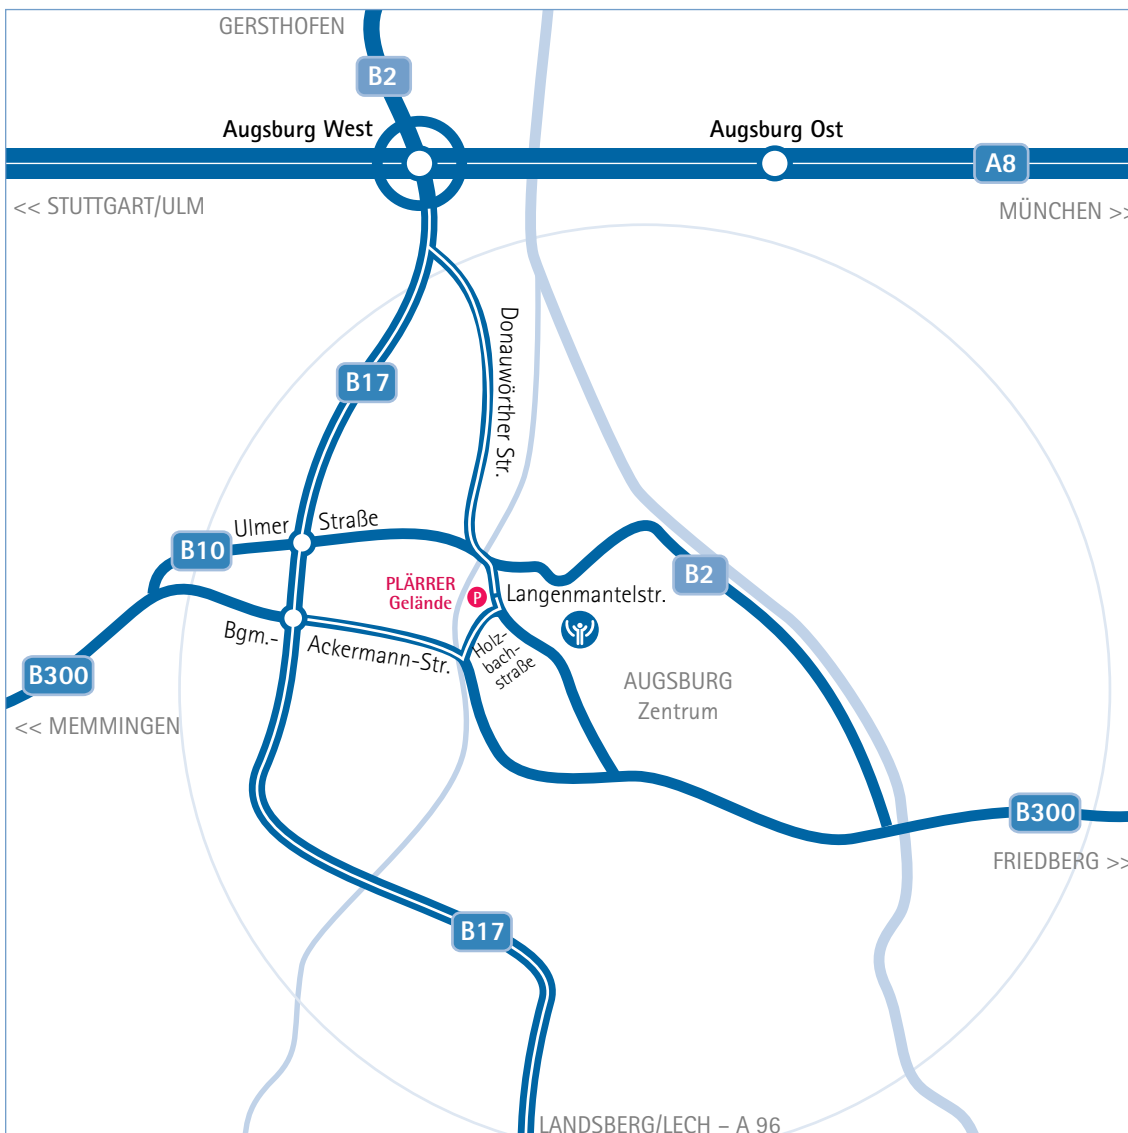 GERSTHOFEN
B2
Augsburg West
Augsburg Ost
A8
<< STUTTGART/ULM
MÜNCHEN >>
Donauwörther Str.
B17
Ulmer Straße
B10
B2
PLÄRRER
Gelände
P
Langenmantelstr.
Bgm.-Ackermann-Str.
Holz-
bach-
straße
B300
AUGSBURG
Zentrum
<< MEMMINGEN
B300
FRIEDBERG >>
B17
LANDSBERG/LECH – A 96